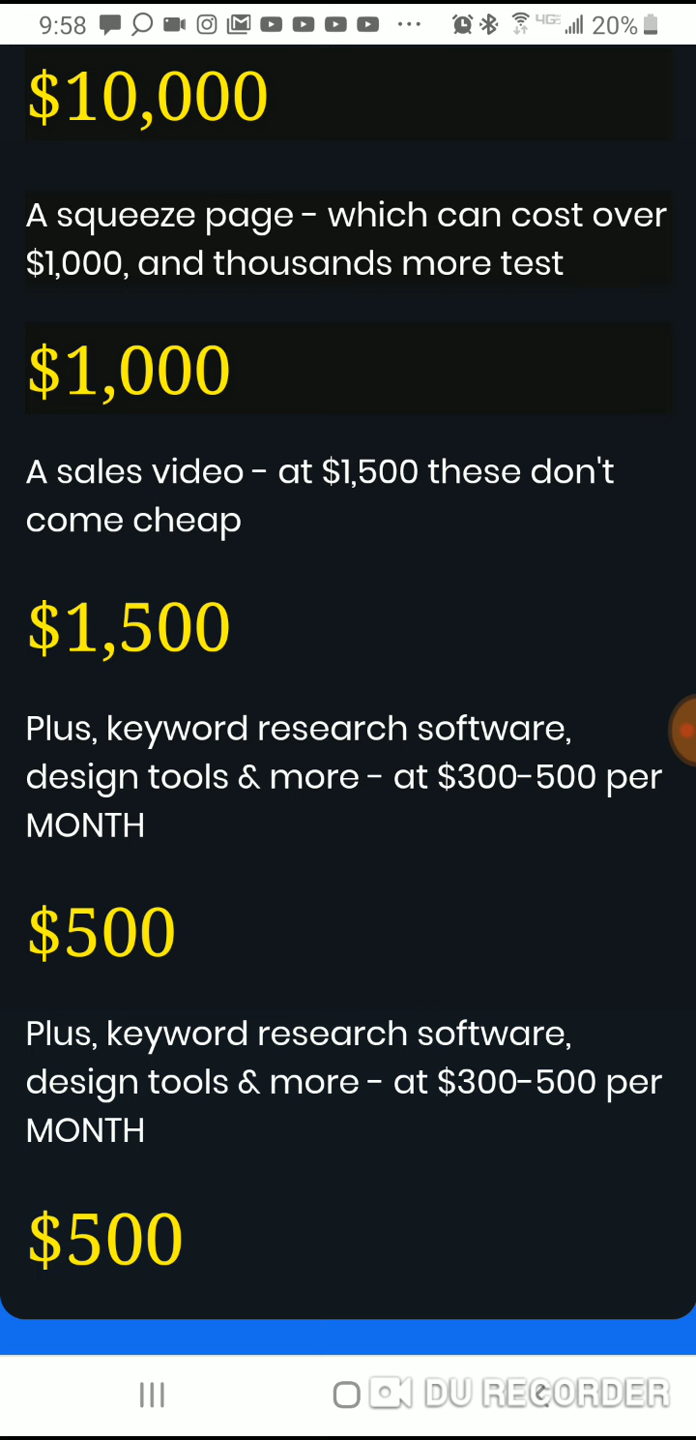 9:58 4GE 20%
$10,000
A squeeze page - which can cost over
$1,000, and thousands more test
$1,000
A sales video - at $1,500 these don't
come cheap
$1,500
Plus, keyword research software,
design tools & more - at $300-500 per
MONTH
$500
Plus, keyword research software,
design tools & more - at $300-500 per
MONTH
$500
DU RECORDER